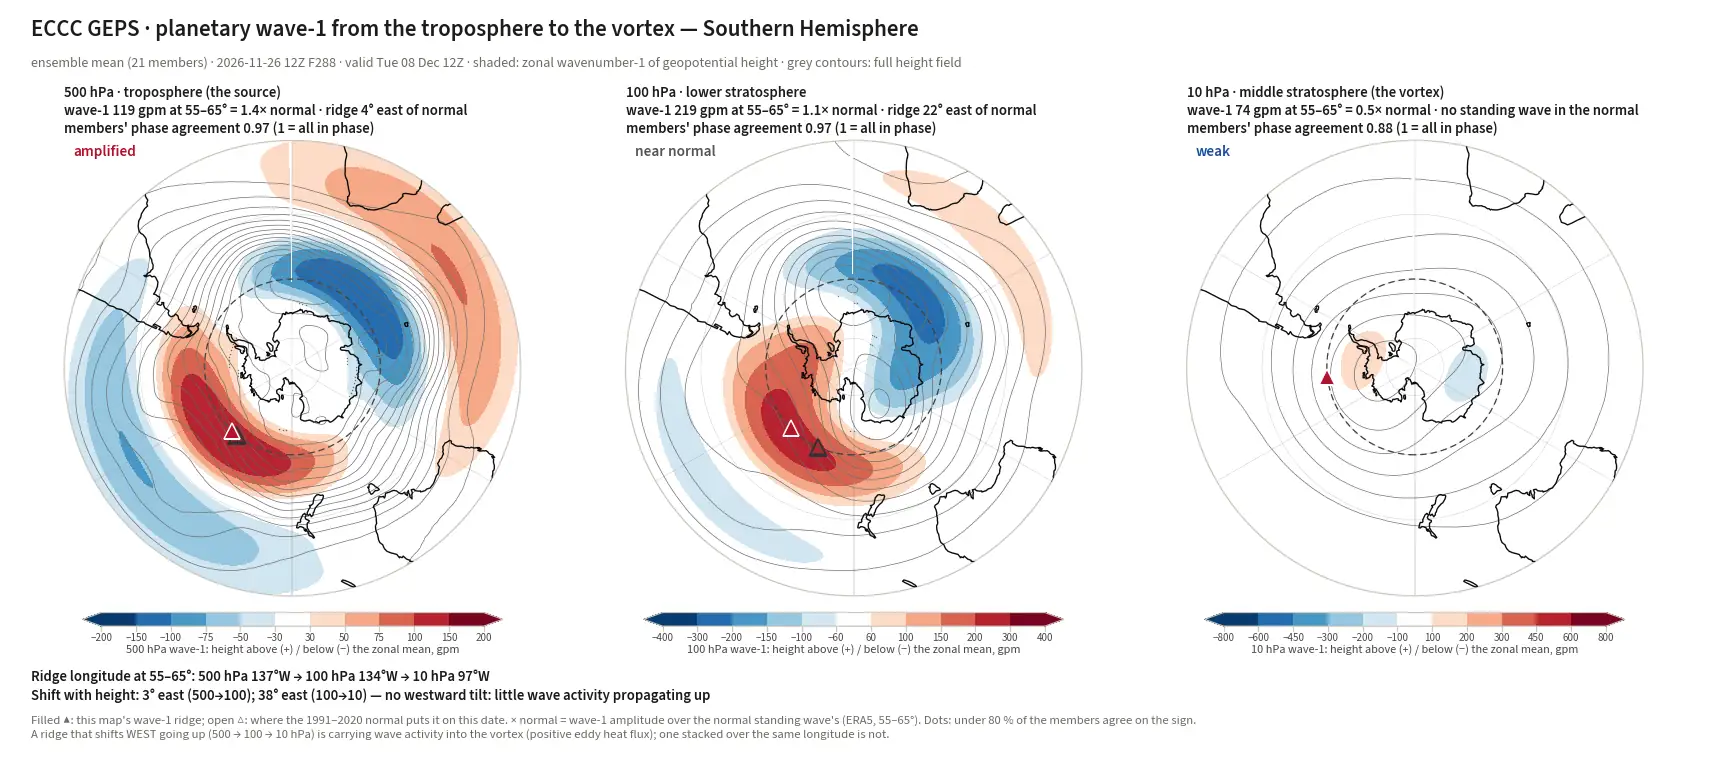 ECCC GEPS · planetary wave-1 from the troposphere to the vortex — Southern Hemisphere
ensemble mean (21 members) · 2026-11-26 12Z F288 · valid Tue 08 Dec 12Z · shaded: zonal wavenumber-1 of geopotential height · grey contours: full height field
500 hPa · troposphere (the source)
wave-1 119 gpm at 55–65° = 1.4× normal · ridge 4° east of normal
members' phase agreement 0.97 (1 = all in phase)
amplified
100 hPa · lower stratosphere
wave-1 219 gpm at 55–65° = 1.1× normal · ridge 22° east of normal
members' phase agreement 0.97 (1 = all in phase)
near normal
10 hPa · middle stratosphere (the vortex)
wave-1 74 gpm at 55–65° = 0.5× normal · no standing wave in the normal
members' phase agreement 0.88 (1 = all in phase)
weak
−200 −150 −100 −75 −50 −30 30 50 75 100 150 200
500 hPa wave-1: height above (+) / below (−) the zonal mean, gpm
−400 −300 −200 −150 −100 −60 60 100 150 200 300 400
100 hPa wave-1: height above (+) / below (−) the zonal mean, gpm
−800 −600 −450 −300 −200 −100 100 200 300 450 600 800
10 hPa wave-1: height above (+) / below (−) the zonal mean, gpm
Ridge longitude at 55–65°: 500 hPa 137°W → 100 hPa 134°W → 10 hPa 97°W
Shift with height: 3° east (500→100); 38° east (100→10) — no westward tilt: little wave activity propagating up
Filled ▲: this map's wave-1 ridge; open △: where the 1991–2020 normal puts it on this date. × normal = wave-1 amplitude over the normal standing wave's (ERA5, 55–65°). Dots: under 80 % of the members agree on the sign.
A ridge that shifts WEST going up (500 → 100 → 10 hPa) is carrying wave activity into the vortex (positive eddy heat flux); one stacked over the same longitude is not.